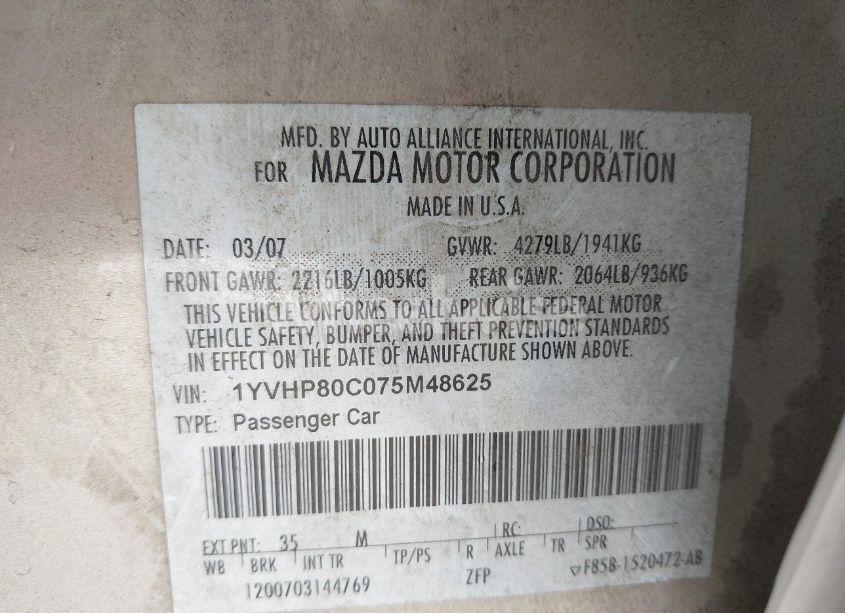 MFD. BY AUTO ALLIANCE INTERNATIONAL, INC.
FOR MAZDA MOTOR CORPORATION
MADE IN U.S.A.
DATE: 03/07 GVWR: 4279LB/1941KG
FRONT GAWR: 2216LB/1005KG REAR GAWR: 2064LB/936KG
THIS VEHICLE CONFORMS TO ALL APPLICABLE FEDERAL MOTOR
VEHICLE SAFETY, BUMPER, AND THEFT PREVENTION STANDARDS
IN EFFECT ON THE DATE OF MANUFACTURE SHOWN ABOVE.
VIN: 1YVHP80C075M48625
TYPE: Passenger Car
EXT PNT: 35 M RC: DSO:
WB BRK INT TR TP/PS R AXLE TR SPR
1200703144769 ZFP F85B-1520472-AB